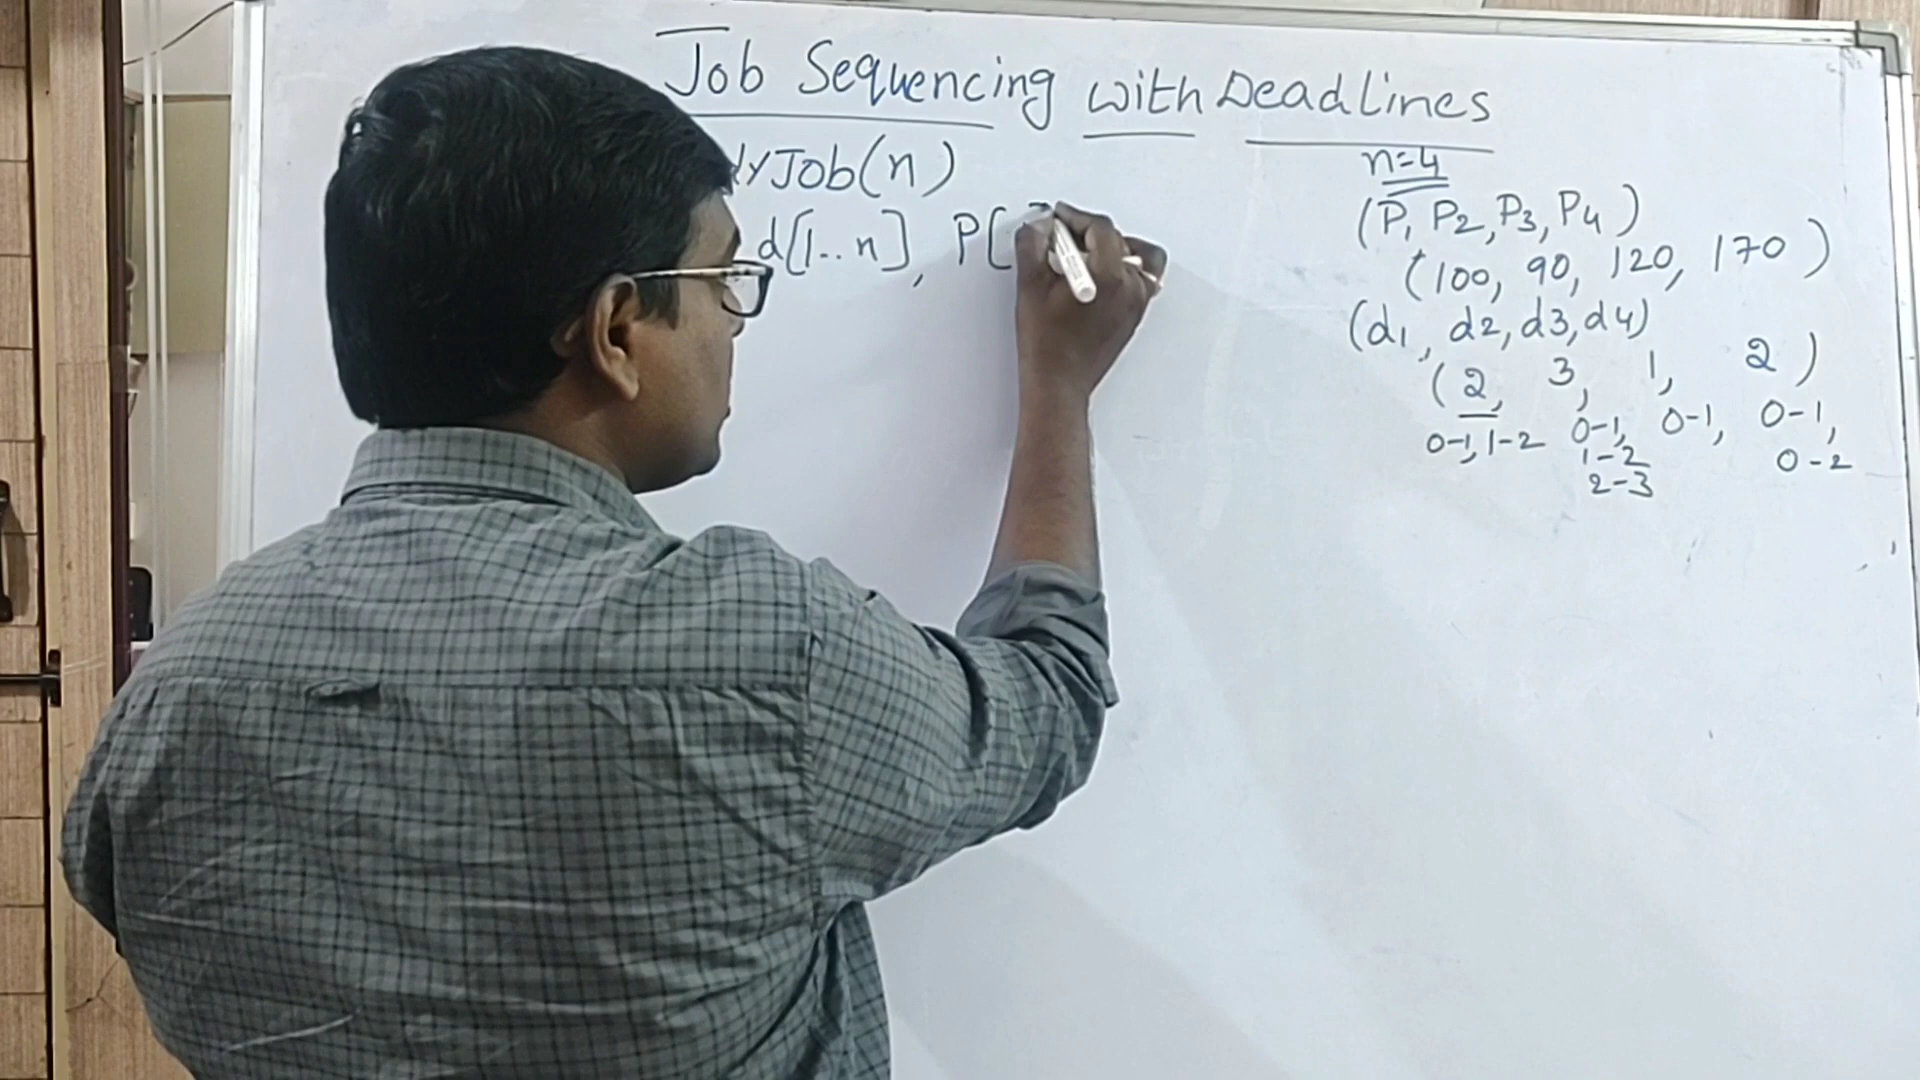 Job Sequencing with Deadlines
dyJob(n)
d[1..n], P[
n=4
(P1 P2, P3, P4)
(100, 90, 120, 170)
(d1, d2, d3, d4)
(2, 3, 1, 2)
0-1, 1-2 0-1, 0-1, 0-1,
1-2 0-2
2-3